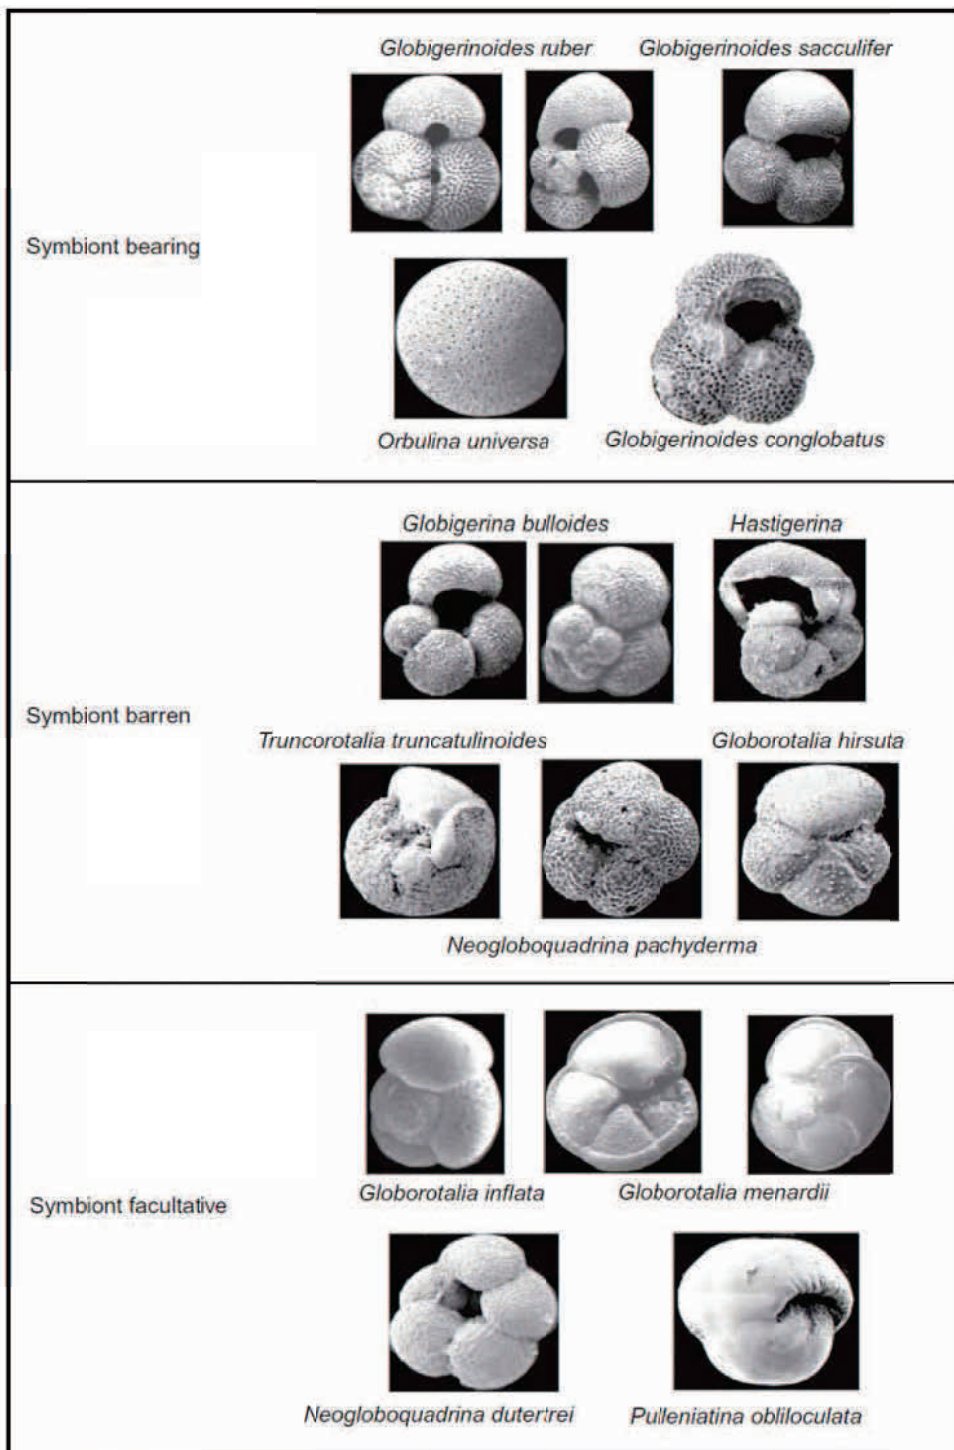 Globigerinoides ruber
Globigerinoides sacculifer
Symbiont bearing
Orbulina universa
Globigerinoides conglobatus
Globigerina bulloides
Hastigerina
Symbiont barren
Truncorotalia truncatulinoides
Globorotalia hirsuta
Neogloboquadrina pachyderma
Globorotalia inflata
Globorotalia menardii
Symbiont facultative
Neogloboquadrina dutertrei
Pulleniatina obliloculata